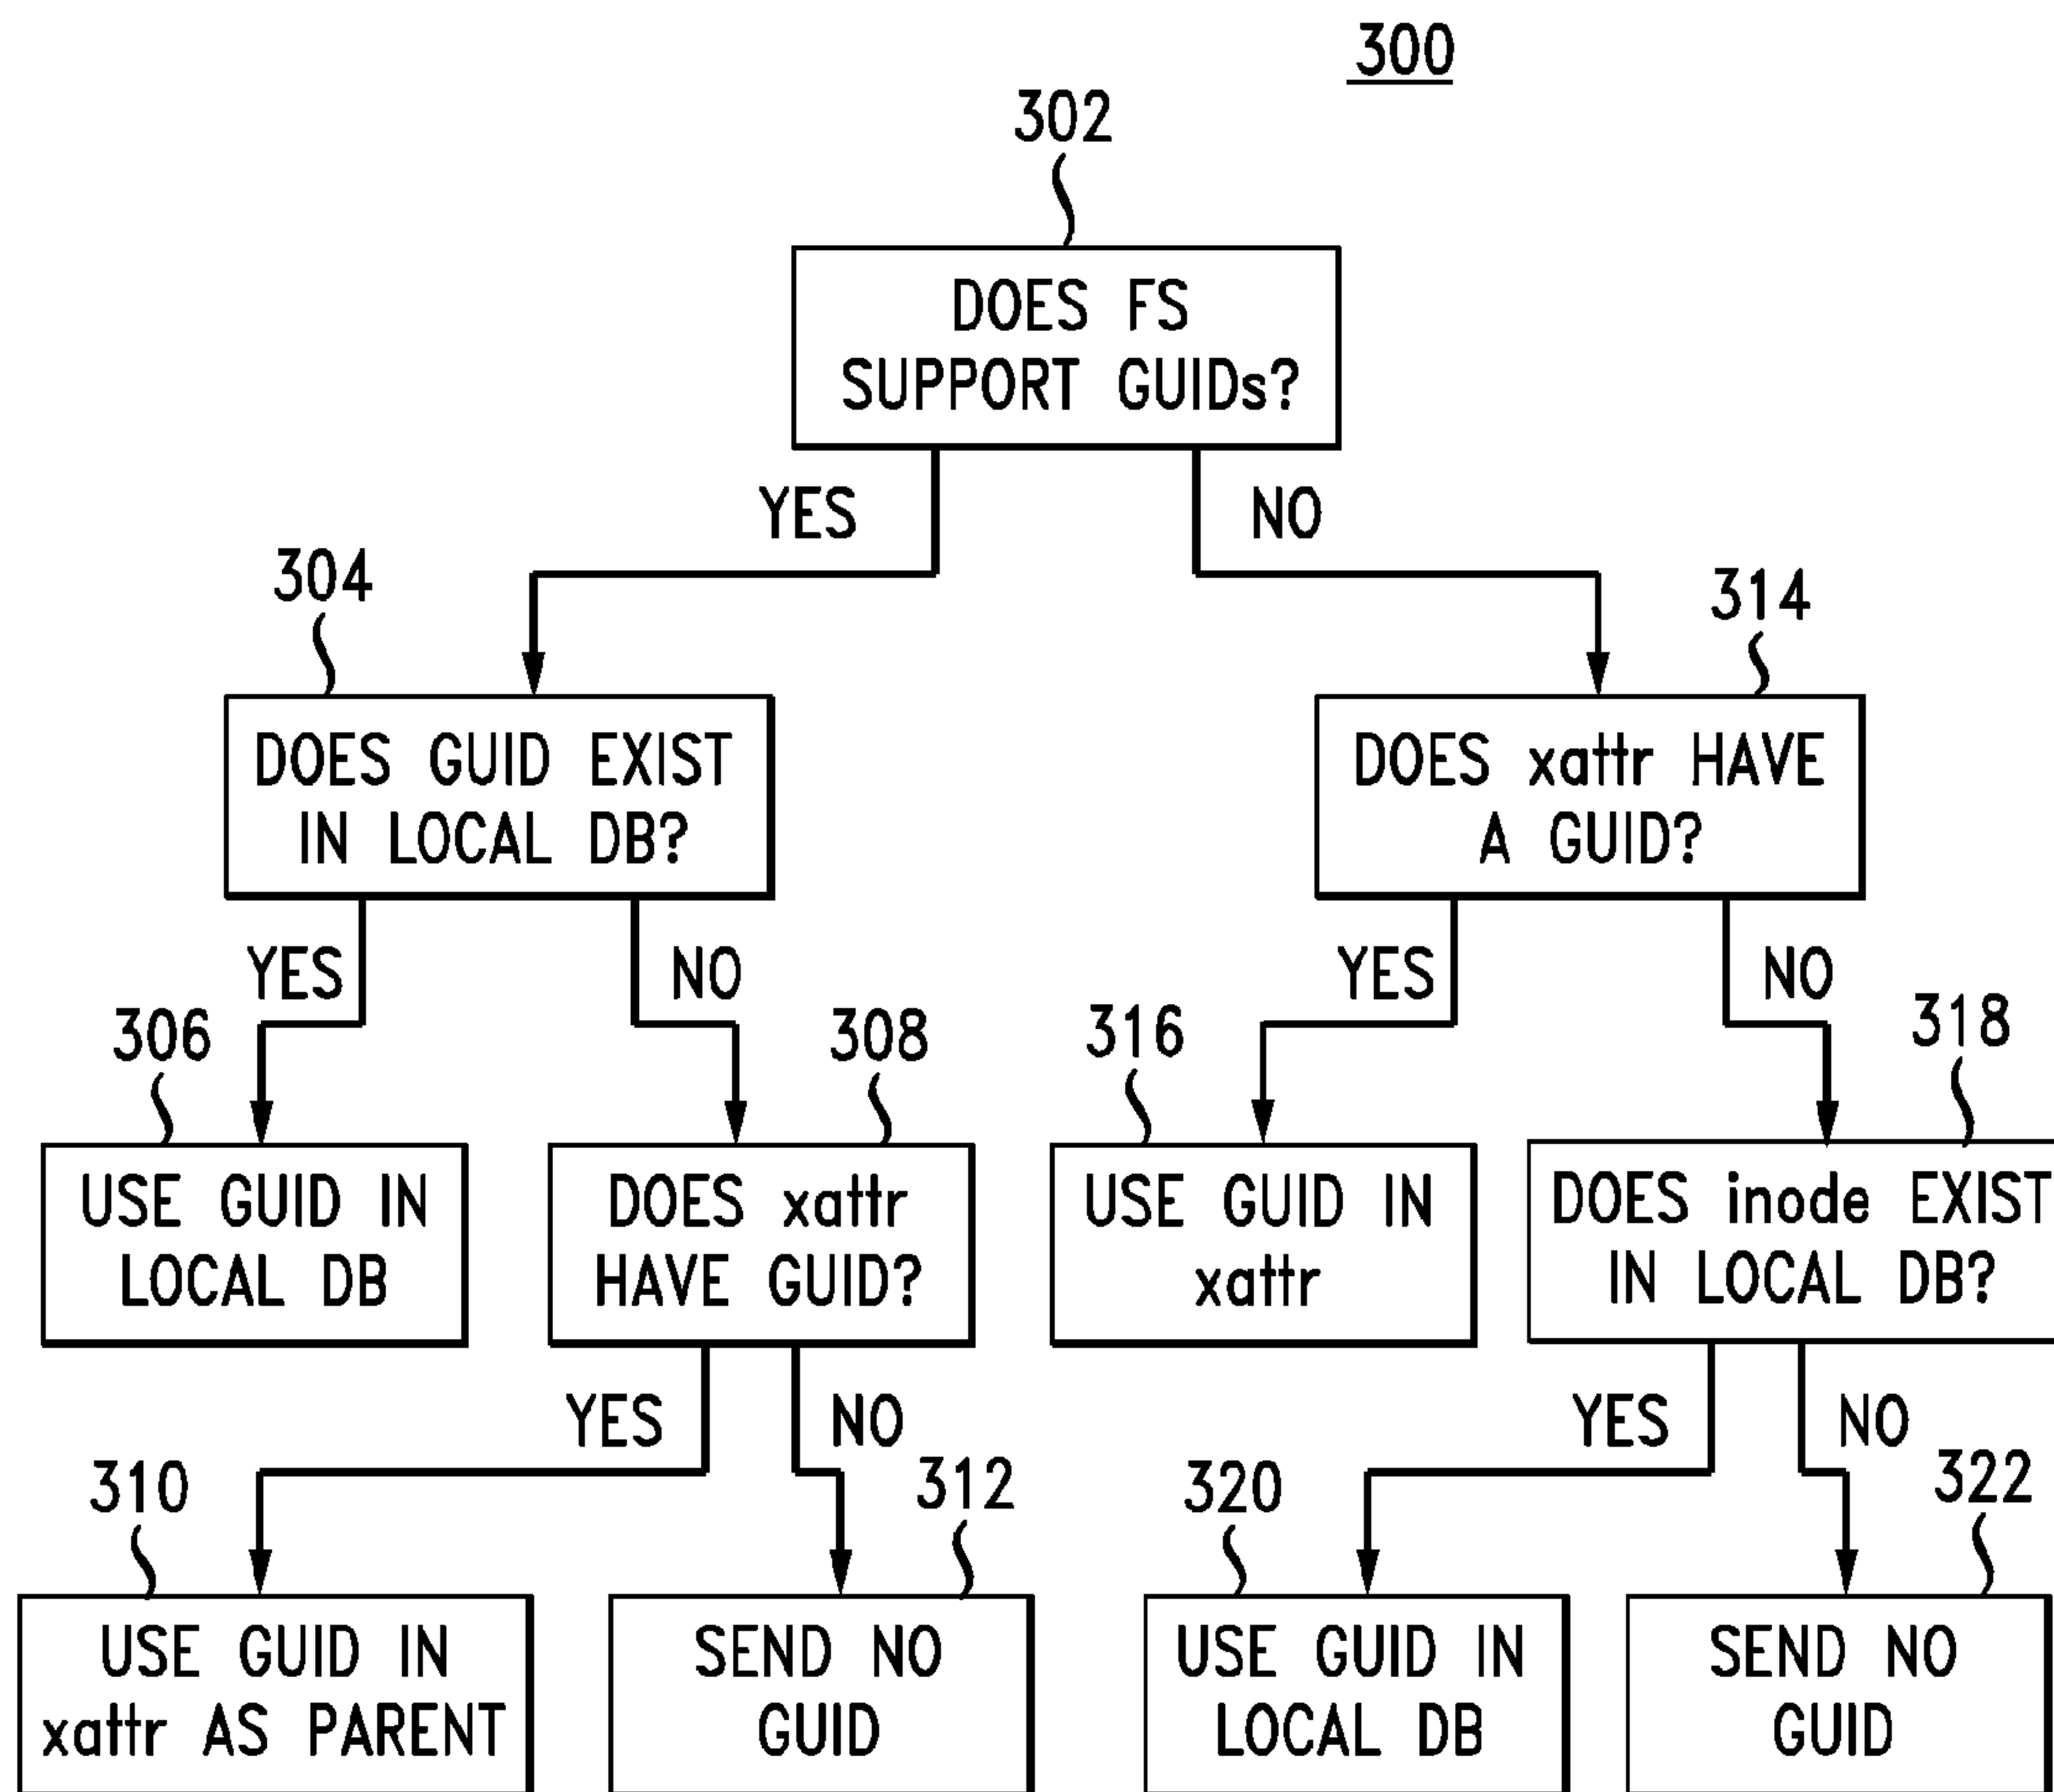 300
302
DOES FS
SUPPORT GUIDs?
YES
NO
304
314
DOES GUID EXIST
IN LOCAL DB?
DOES xattr HAVE
A GUID?
YES
NO
YES
NO
306
308
316
318
USE GUID IN
LOCAL DB
DOES xattr
HAVE GUID?
USE GUID IN
xattr
DOES inode EXIST
IN LOCAL DB?
YES
NO
YES
NO
310
312
320
322
USE GUID IN
xattr AS PARENT
SEND NO
GUID
USE GUID IN
LOCAL DB
SEND NO
GUID